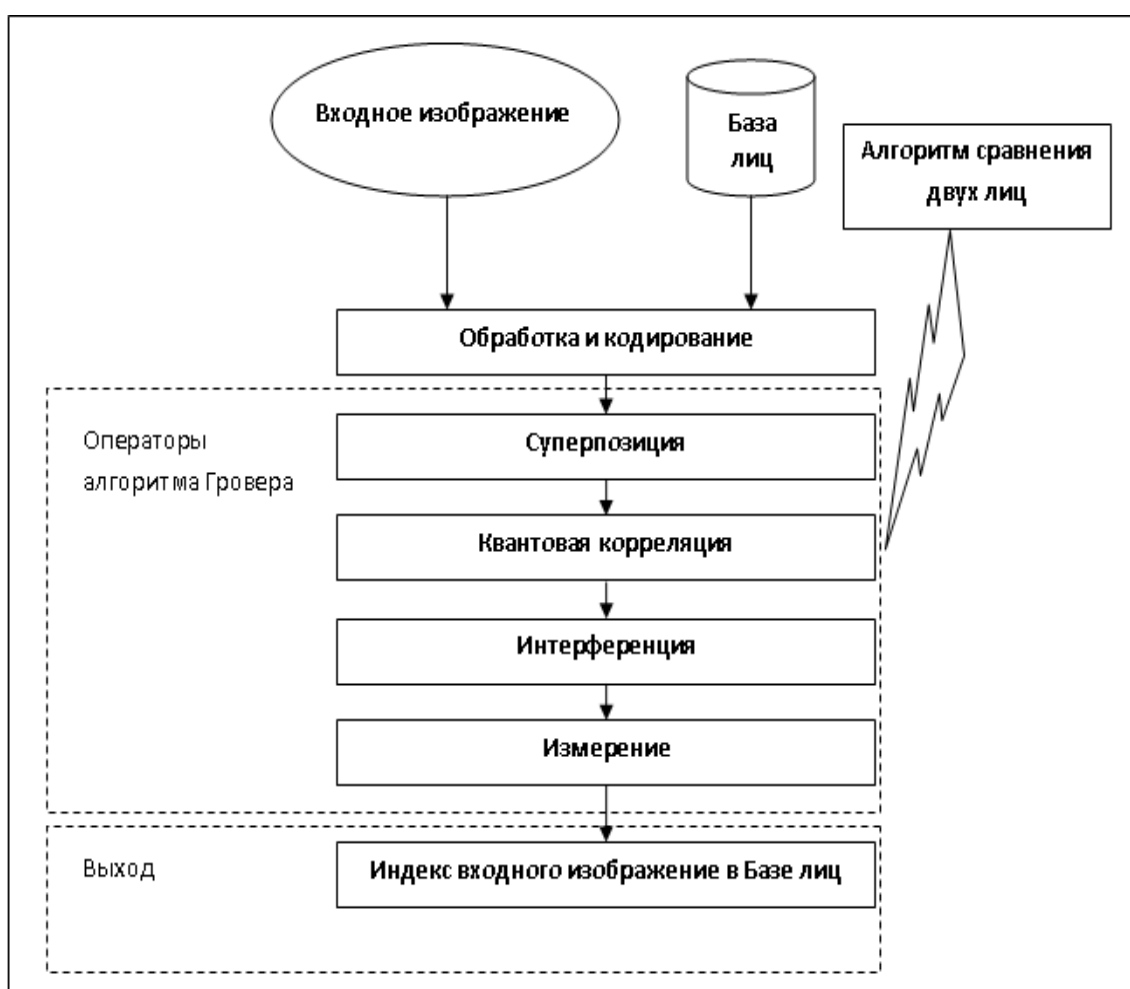 Входное изображение
База
лиц
Алгоритм сравнения
двух лиц
Обработка и кодирование
Операторы
алгоритма Гровера
Суперпозиция
Квантовая корреляция
Интерференция
Измерение
Выход
Индекс входного изображение в Базе лиц